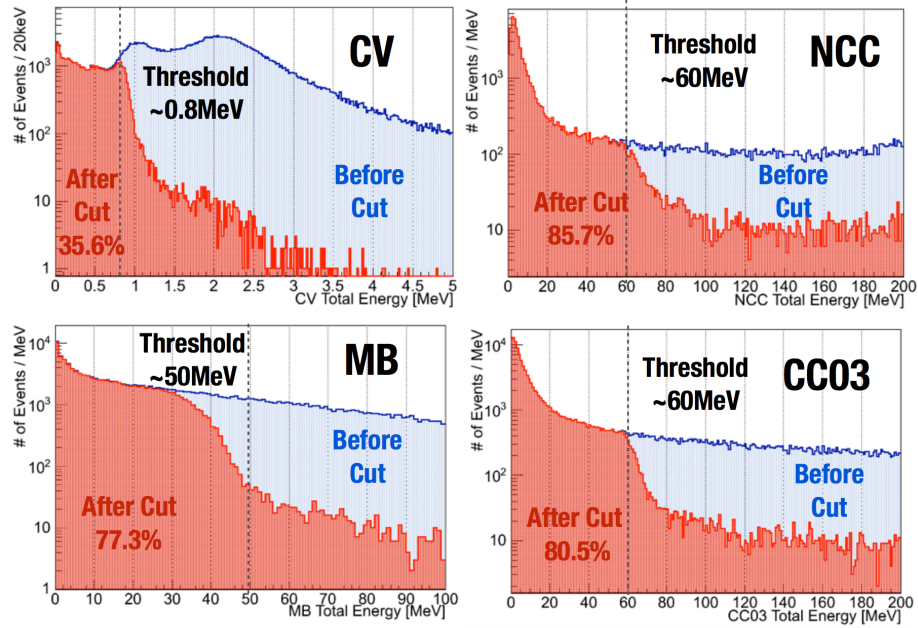 # of Events / 20keV
10³
10²
10
1
CV
Threshold
~0.8MeV
Before
Cut
After
Cut
35.6%
0 0.5 1 1.5 2 2.5 3 3.5 4 4.5 5
CV Total Energy [MeV]
# of Events / MeV
10³
10²
10
NCC
Threshold
~60MeV
Before
Cut
After Cut
85.7%
0 20 40 60 80 100 120 140 160 180 200
NCC Total Energy [MeV]
# of Events / MeV
10⁴
10³
10²
10
1
Threshold
~50MeV
MB
Before
Cut
After Cut
77.3%
0 10 20 30 40 50 60 70 80 90 100
MB Total Energy [MeV]
# of Events / MeV
10⁴
10³
10²
10
Threshold
~60MeV
CC03
Before
Cut
After Cut
80.5%
0 20 40 60 80 100 120 140 160 180 200
CC03 Total Energy [MeV]